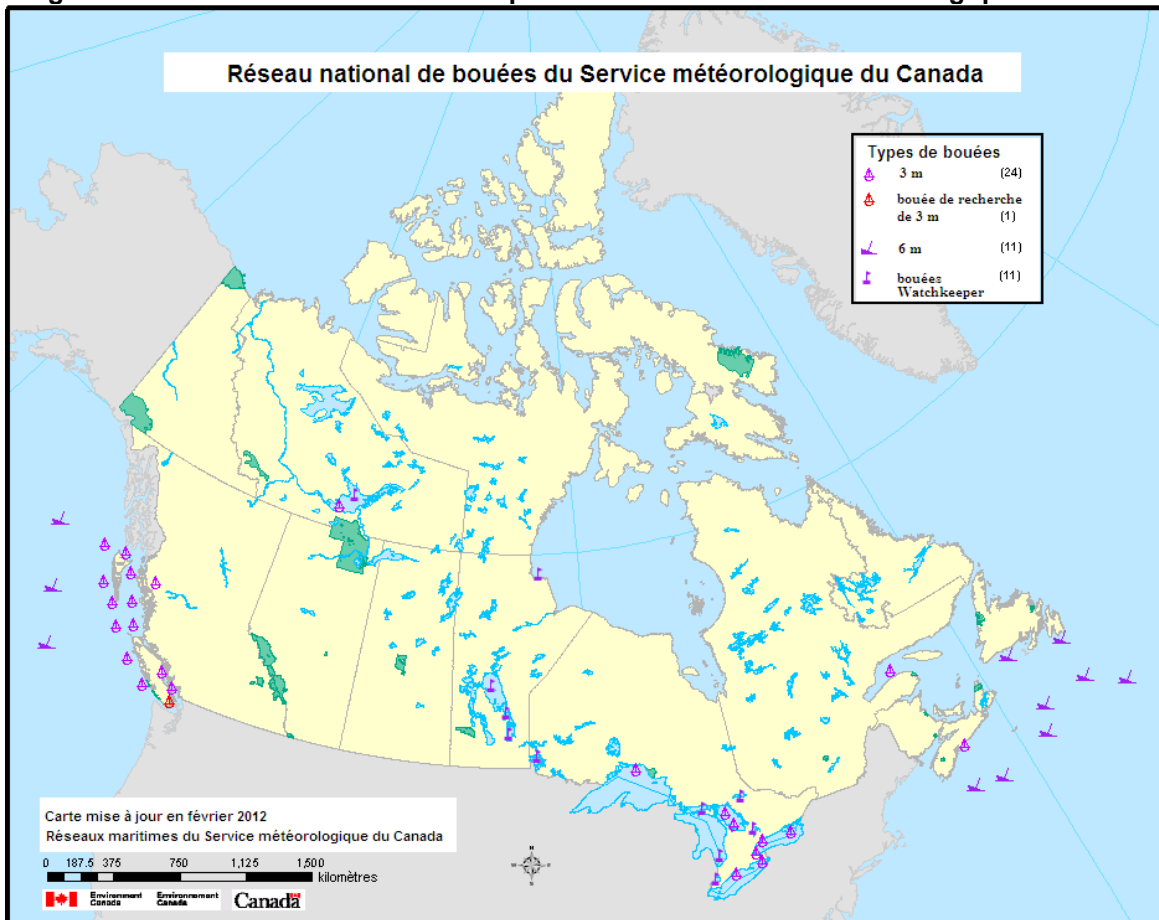 Réseau national de bouées du Service météorologique du Canada
Types de bouées
3 m (24)
bouée de recherche
de 3 m (1)
6 m (11)
bouées (11)
Watchkeeper
Carte mise à jour en février 2012
Réseaux maritimes du Service météorologique du Canada
0 187.5 375 750 1,125 1,500
kilomètres
Environment Environnement
Canada Canada Canada